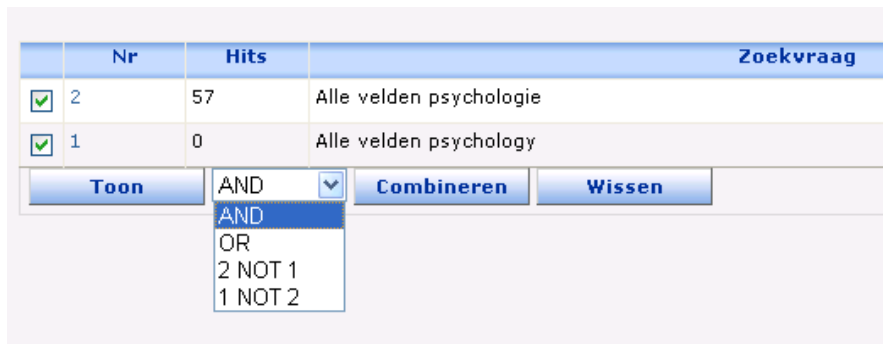 Nr Hits Zoekvraag
2 57 Alle velden psychologie
1 0 Alle velden psychology
Toon AND Combineren Wissen
AND
OR
2 NOT 1
1 NOT 2